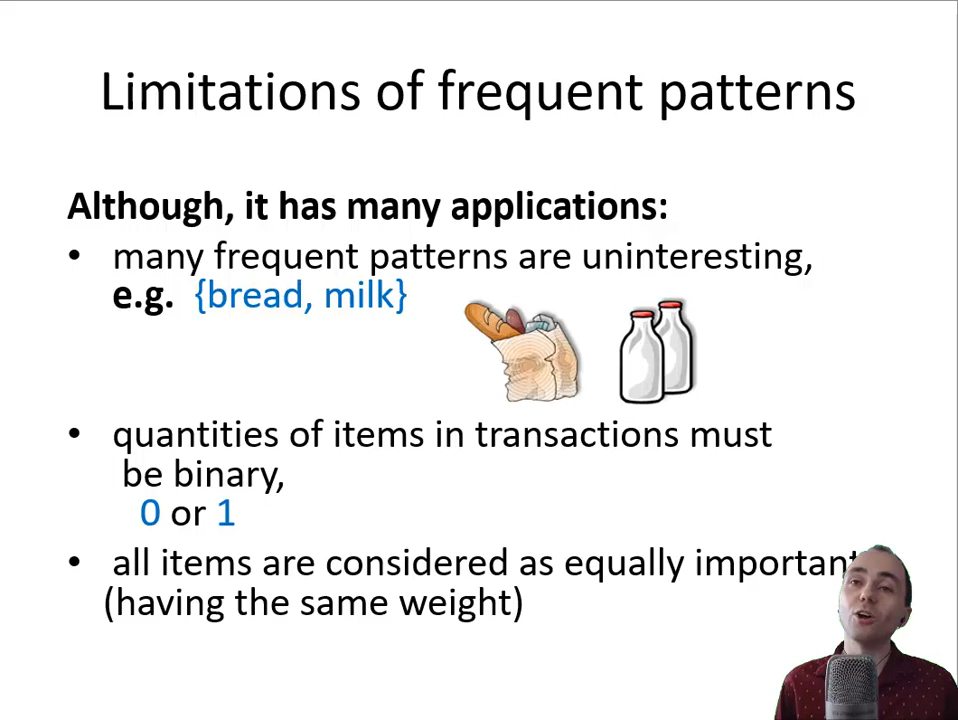 Limitations of frequent patterns
Although, it has many applications:
• many frequent patterns are uninteresting,
e.g. {bread, milk}
• quantities of items in transactions must
be binary,
0 or 1
• all items are considered as equally important
(having the same weight)